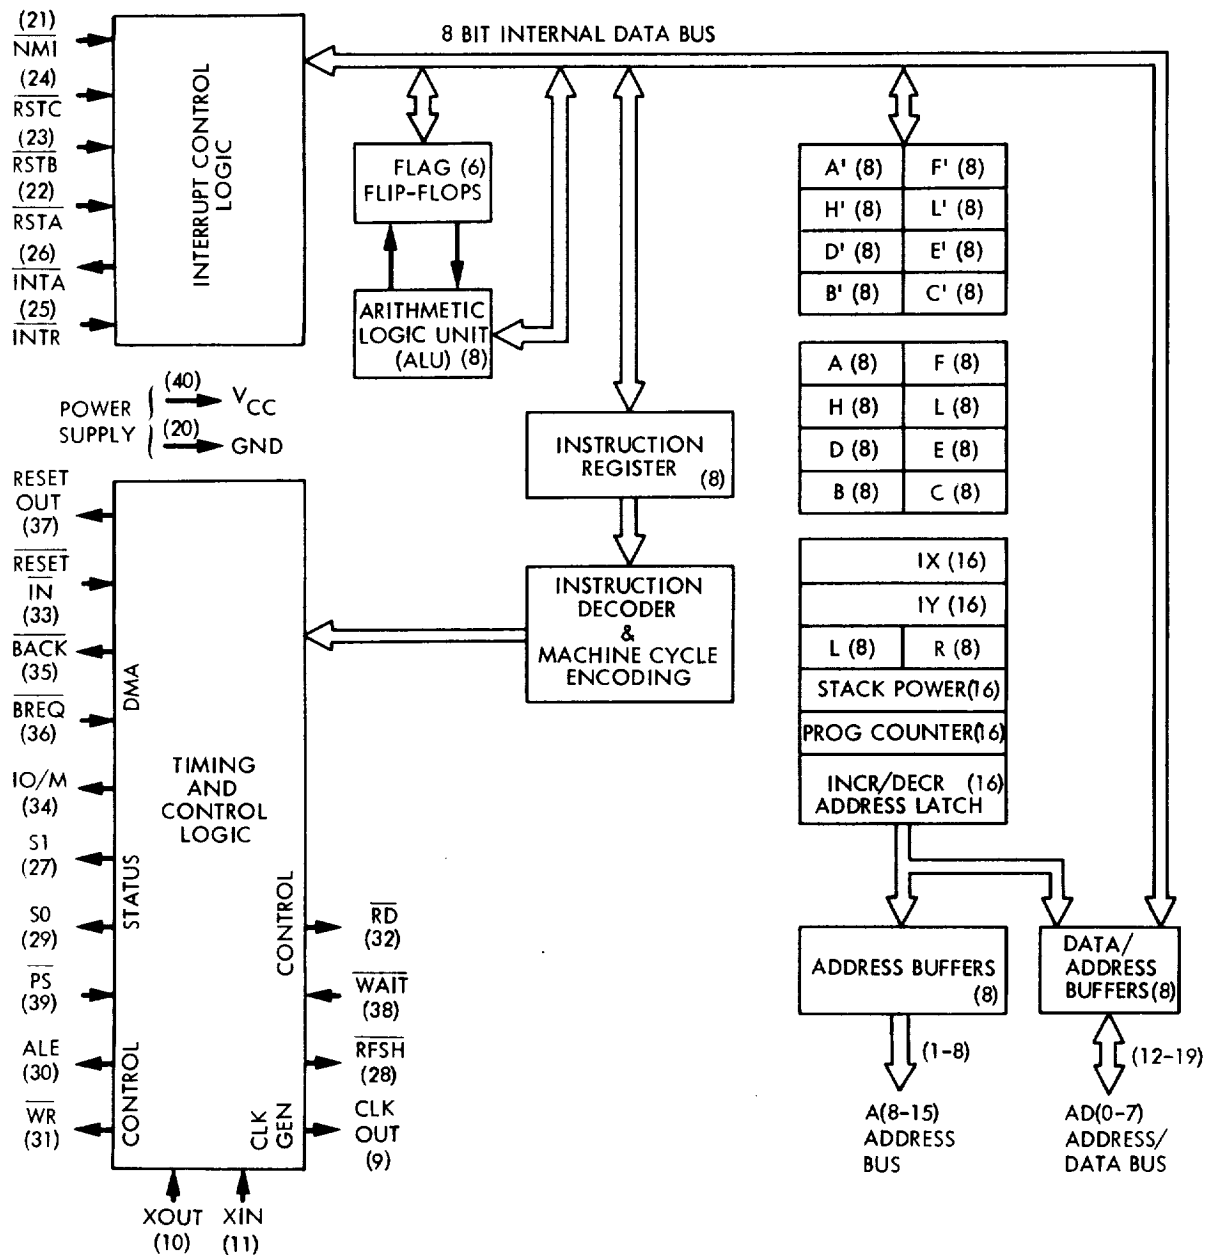 8 BIT INTERNAL DATA BUS
(21)
NMI
(24)
RSTC
(23)
RSTB
(22)
RSTA
(26)
INTA
(25)
INTR
INTERRUPT CONTROL
LOGIC
FLAG (6)
FLIP-FLOPS
ARITHMETIC
LOGIC UNIT
(ALU) (8)
POWER
SUPPLY
(40)
VCC
(20)
GND
INSTRUCTION
REGISTER
(8)
INSTRUCTION
DECODER
&
MACHINE CYCLE
ENCODING
A' (8) F' (8)
H' (8) L' (8)
D' (8) E' (8)
B' (8) C' (8)
A (8) F (8)
H (8) L (8)
D (8) E (8)
B (8) C (8)
IX (16)
IY (16)
L (8) R (8)
STACK POWER(16)
PROG COUNTER(16)
INCR/DECR (16)
ADDRESS LATCH
RESET
OUT
(37)
RESET
IN
(33)
BACK
(35)
BREQ
(36)
IO/M
(34)
S1
(27)
S0
(29)
PS
(39)
ALE
(30)
WR
(31)
DMA
STATUS
CONTROL
TIMING
AND
CONTROL
LOGIC
CONTROL
CLK
GEN
RD
(32)
WAIT
(38)
RFSH
(28)
CLK
OUT
(9)
XOUT
(10)
XIN
(11)
ADDRESS BUFFERS
(8)
DATA/
ADDRESS
BUFFERS(8)
(1-8)
(12-19)
A(8-15)
ADDRESS
BUS
AD(0-7)
ADDRESS/
DATA BUS